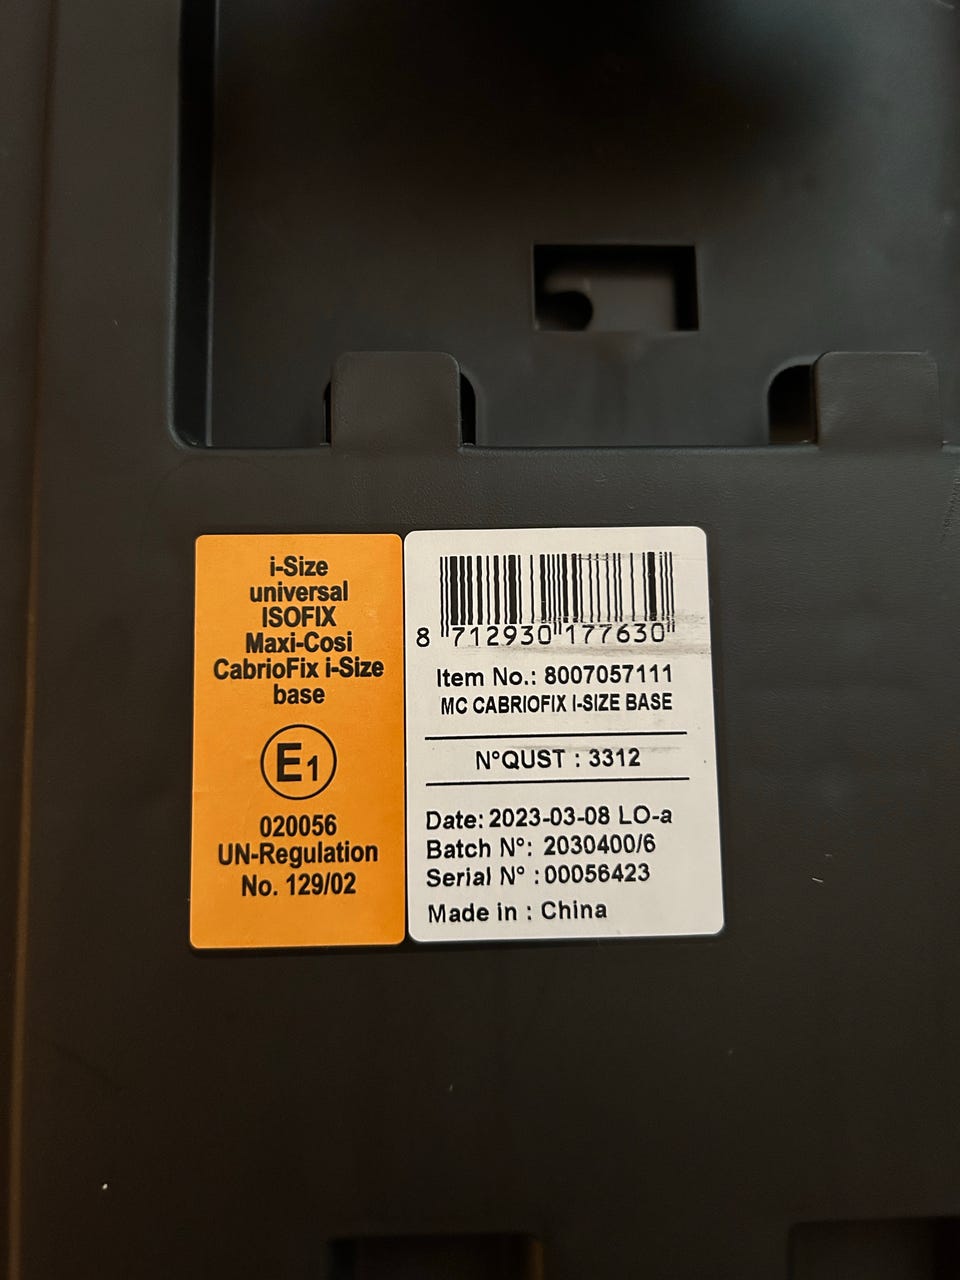 i-Size
universal
ISOFIX
Maxi-Cosi
CabrioFix i-Size
base
E1
020056
UN-Regulation
No. 129/02
8 712930 177630
Item No.: 8007057111
MC CABRIOFIX I-SIZE BASE
N°QUST : 3312
Date: 2023-03-08 LO-a
Batch N°: 2030400/6
Serial N° :00056423
Made in : China